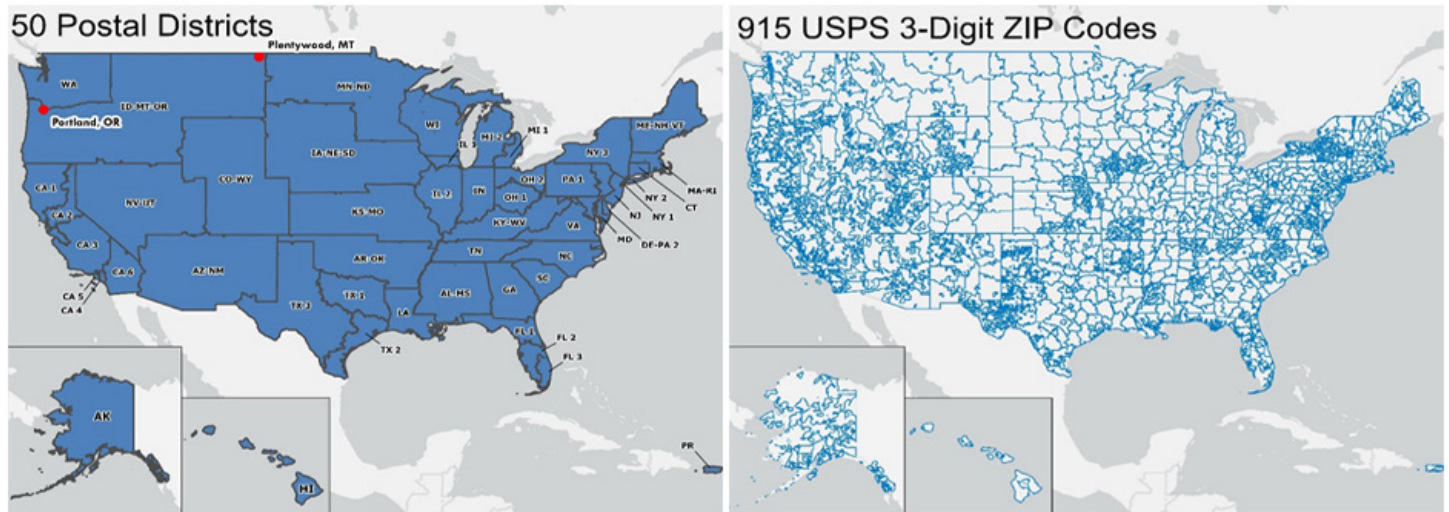 50 Postal Districts
Plentywood, MT
WA
MN-ND
ID-MT-OR
Portland, OR
WI
MI 2
MI 1
ME-NH-VT
IA-NE-SD
IL 1
NY 3
CO-WY
OH 2
PA 1
CA 1
IL 2
IN
OH 1
MA-RI
NY 2
CT
NV-UT
CA 2
KS-MO
KY-WV
VA
NJ
NY 1
CA 3
MD
DE-PA 2
TN
NC
CA 6
AZ-NM
AR-OK
SC
CA 5
CA 4
TX-3
TX-1
LA
AL-MS
GA
FL 1
TX 2
FL 2
FL 3
AK
HI
PR
915 USPS 3-Digit ZIP Codes